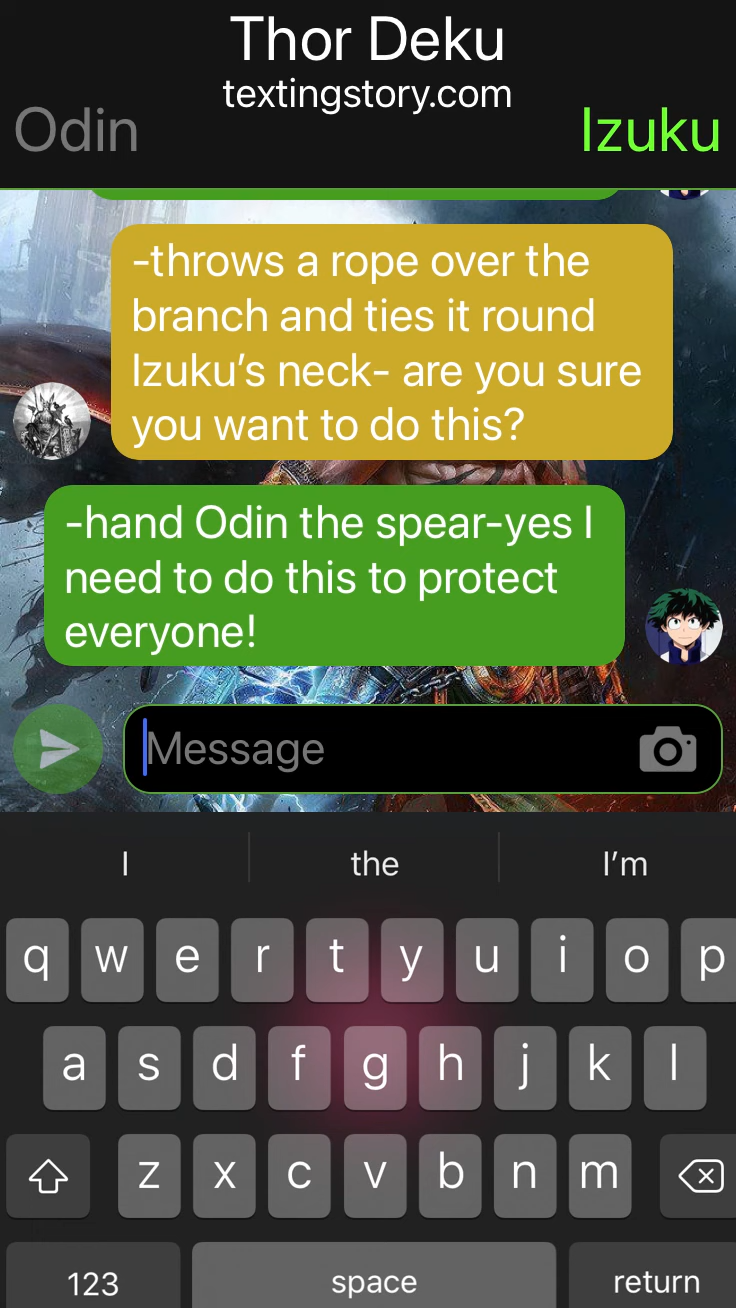 Thor Deku
textingstory.com
Odin
Izuku
-throws a rope over the
branch and ties it round
Izuku’s neck- are you sure
you want to do this?
-hand Odin the spear-yes I
need to do this to protect
everyone!
Message
I the I’m
q w e r t y u i o p
a s d f g h j k l
z x c v b n m
123 space return